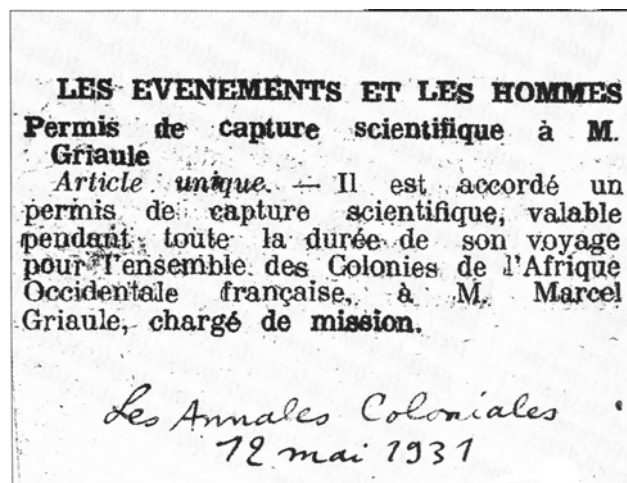 LES EVENEMENTS ET LES HOMMES
Permis de capture scientifique à M.
Griaule
Article unique. — Il est accordé un
permis de capture scientifique, valable
pendant toute la durée de son voyage
pour l'ensemble des Colonies de l'Afrique
Occidentale française, à M. Marcel
Griaule, chargé de mission.
Les Annales Coloniales
12 mai 1931